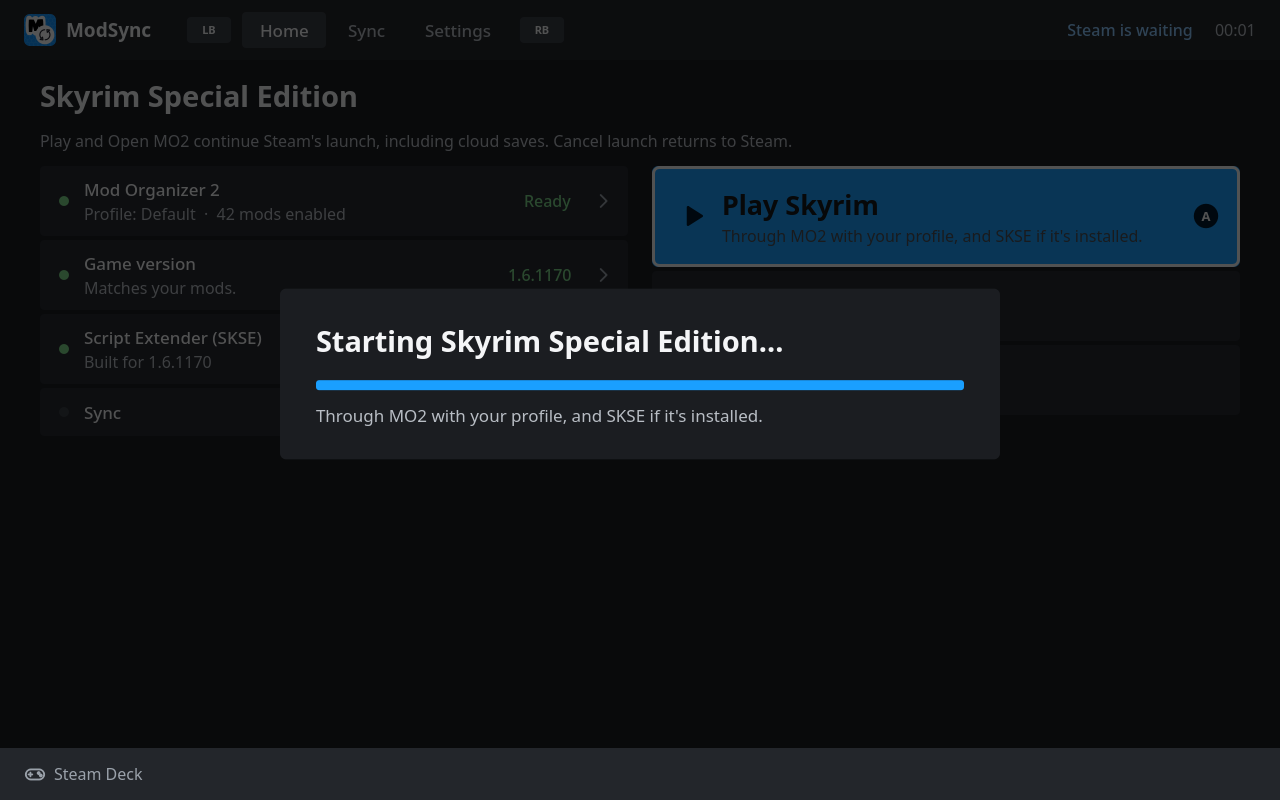 ModSync
LB
Home
Sync
Settings
RB
Steam is waiting
00:01
Skyrim Special Edition
Play and Open MO2 continue Steam's launch, including cloud saves. Cancel launch returns to Steam.
Mod Organizer 2
Profile: Default · 42 mods enabled
Ready
Game version
Matches your mods.
1.6.1170
Script Extender (SKSE)
Built for 1.6.1170
Sync
Play Skyrim
Through MO2 with your profile, and SKSE if it's installed.
A
Starting Skyrim Special Edition...
Through MO2 with your profile, and SKSE if it's installed.
Steam Deck